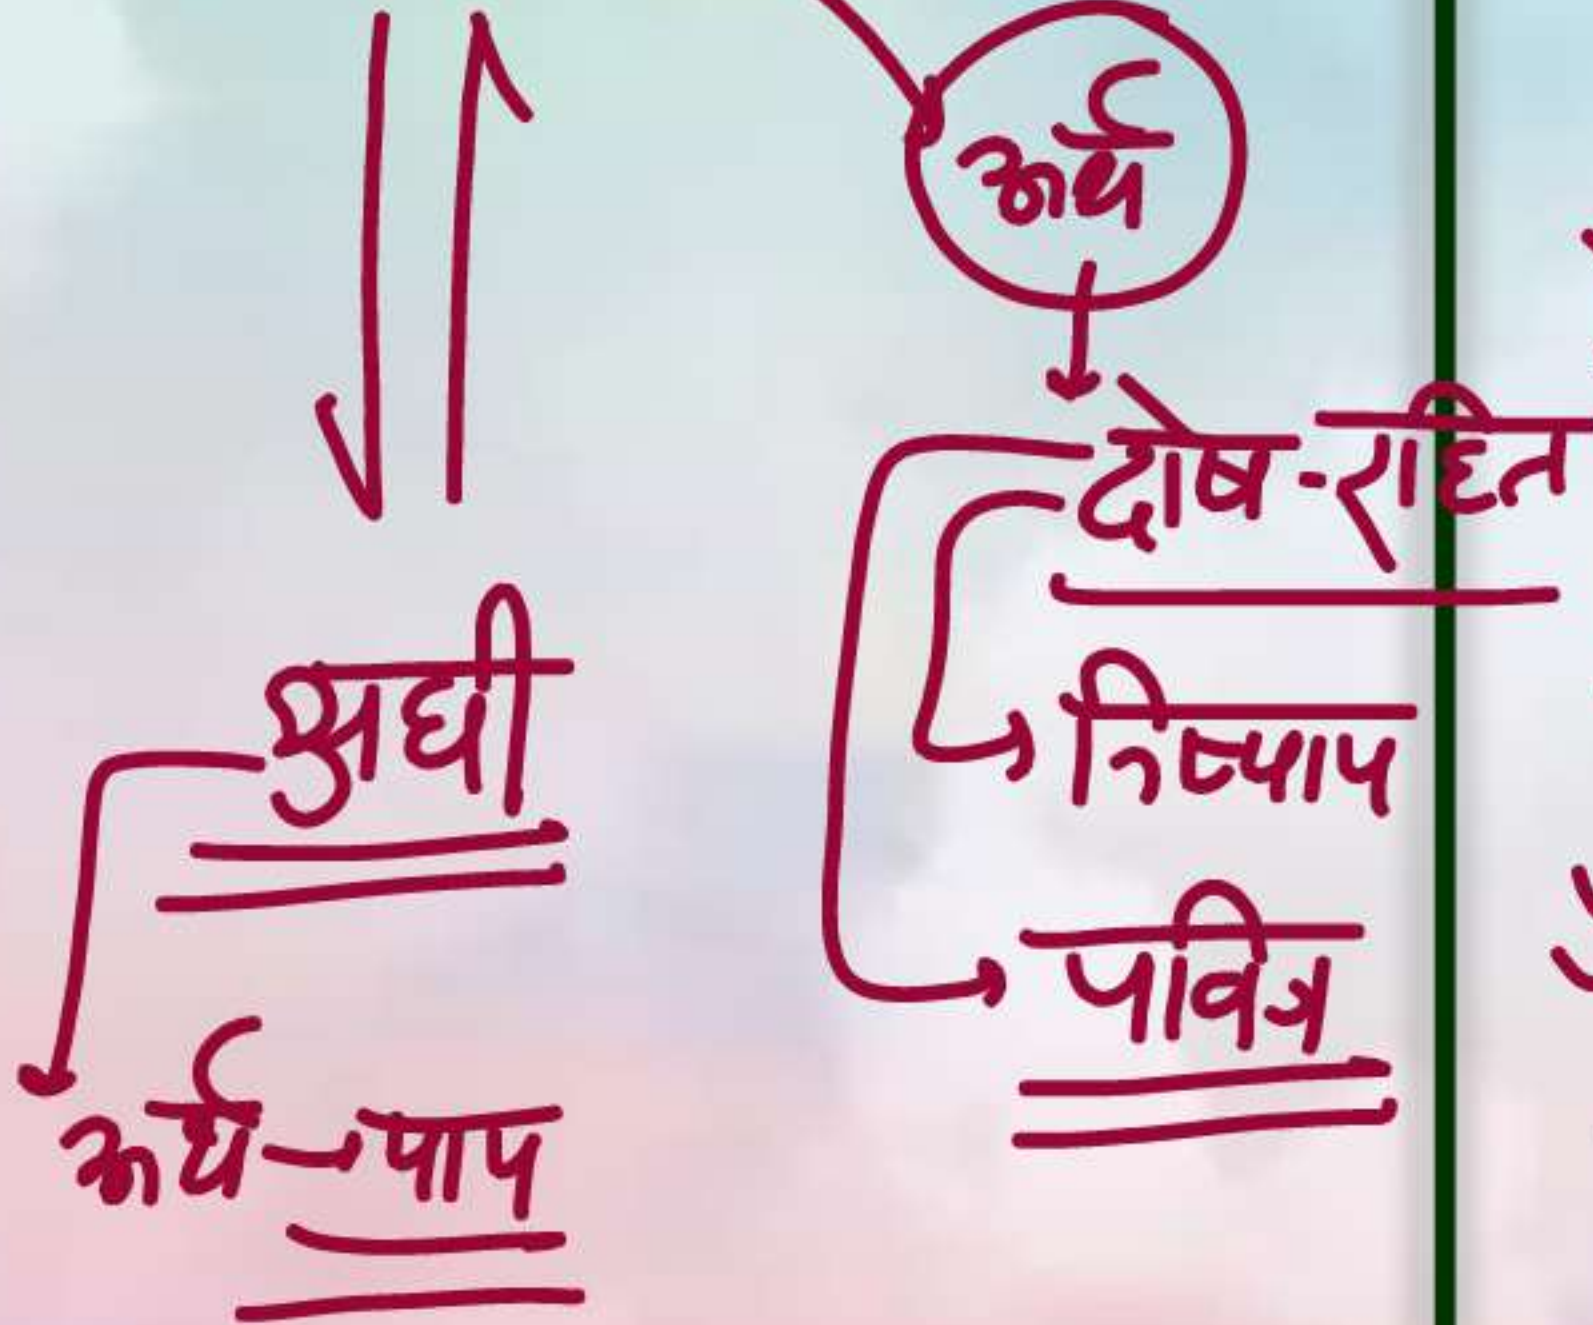 अर्थ
दोष-रहित
अघी
निष्पाप
पवित्र
अर्थ → पाप